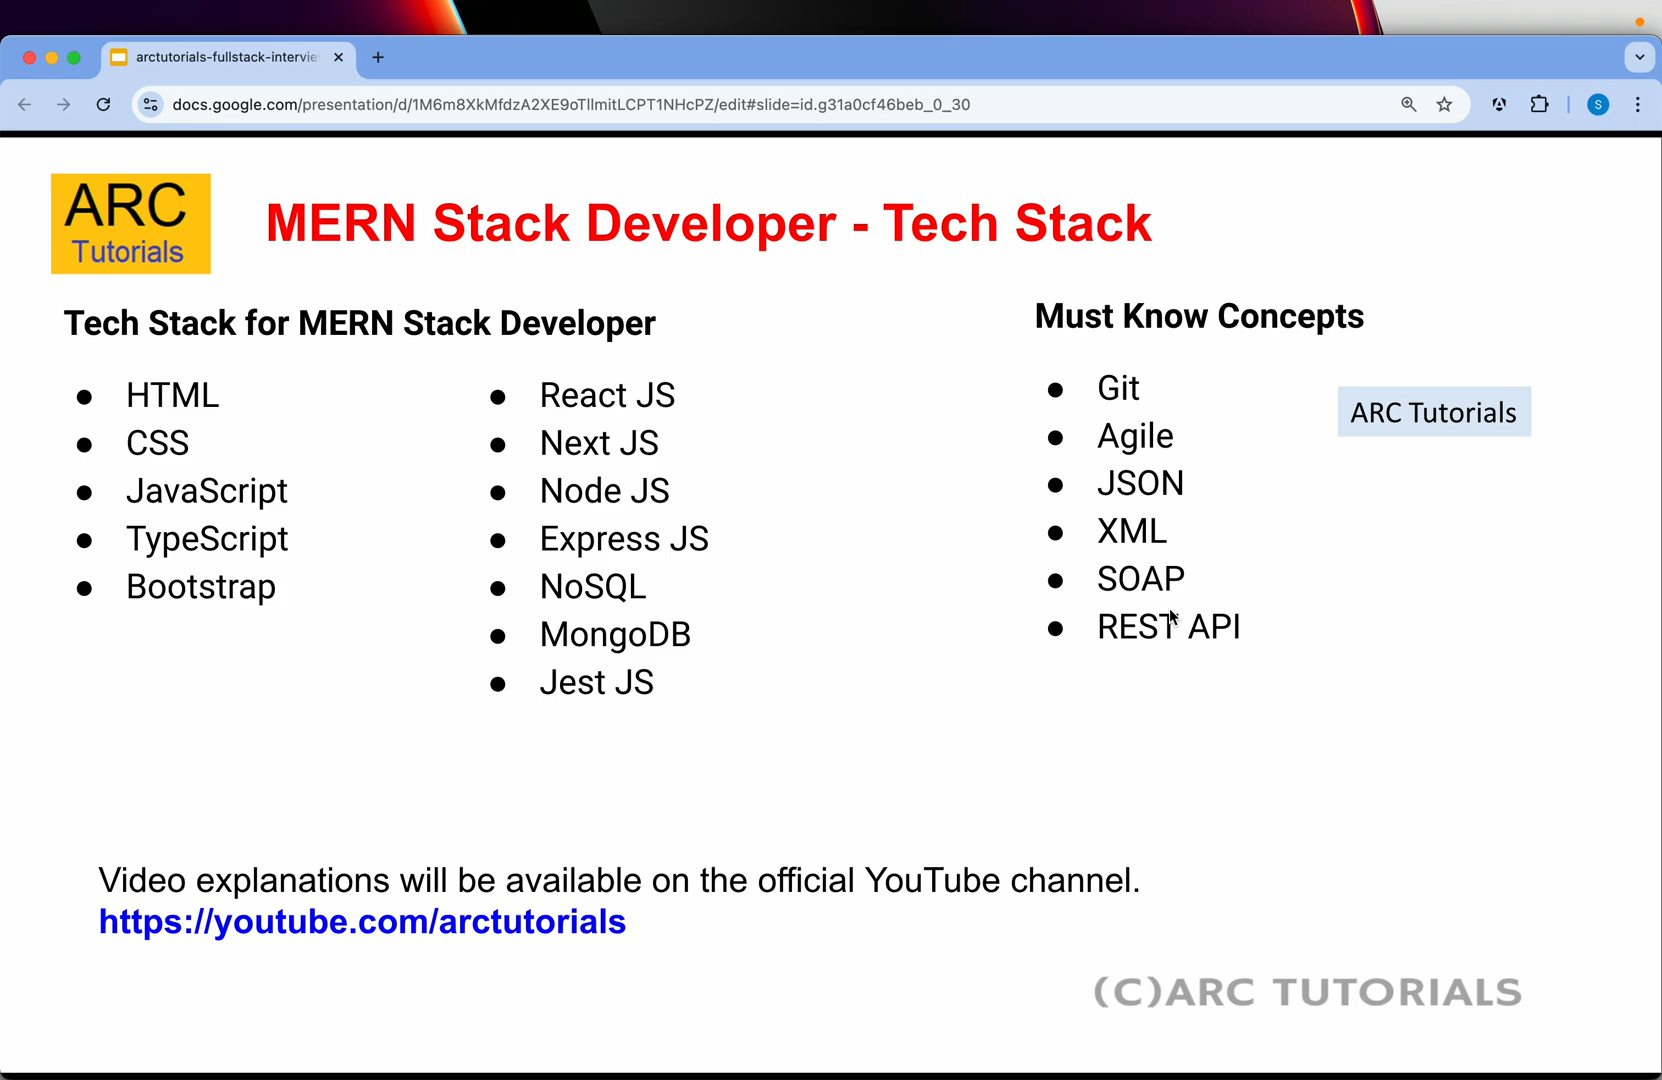 arctutorials-fullstack-intervie
docs.google.com/presentation/d/1M6m8XkMfdzA2XE9oTllmitLCPT1NHcPZ/edit#slide=id.g31a0cf46beb_0_30
S
ARC
Tutorials
MERN Stack Developer - Tech Stack
Tech Stack for MERN Stack Developer
HTML
CSS
JavaScript
TypeScript
Bootstrap
React JS
Next JS
Node JS
Express JS
NoSQL
MongoDB
Jest JS
Must Know Concepts
Git
Agile
JSON
XML
SOAP
REST API
ARC Tutorials
Video explanations will be available on the official YouTube channel.
https://youtube.com/arctutorials
(C)ARC TUTORIALS